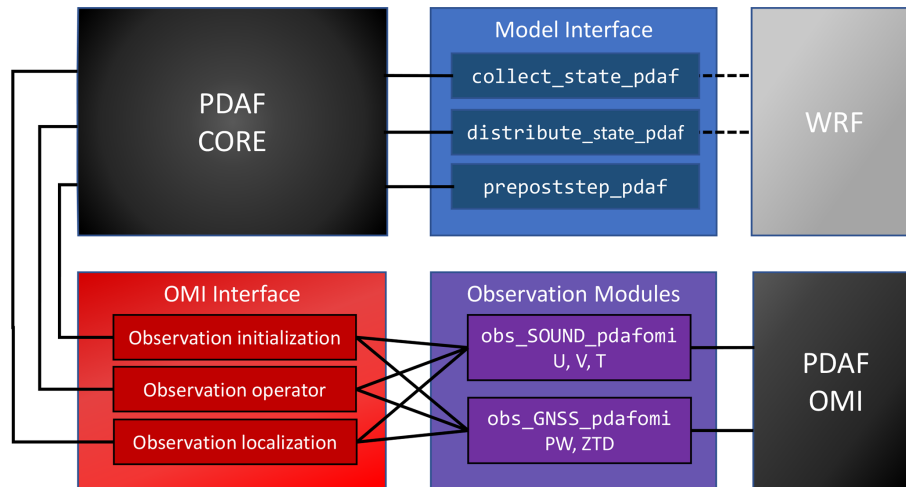 PDAF
CORE
Model Interface
collect_state_pdaf
distribute_state_pdaf
prepoststep_pdaf
WRF
OMI Interface
Observation initialization
Observation operator
Observation localization
Observation Modules
obs_SOUND_pdafomi
U, V, T
obs_GNSS_pdafomi
PW, ZTD
PDAF
OMI